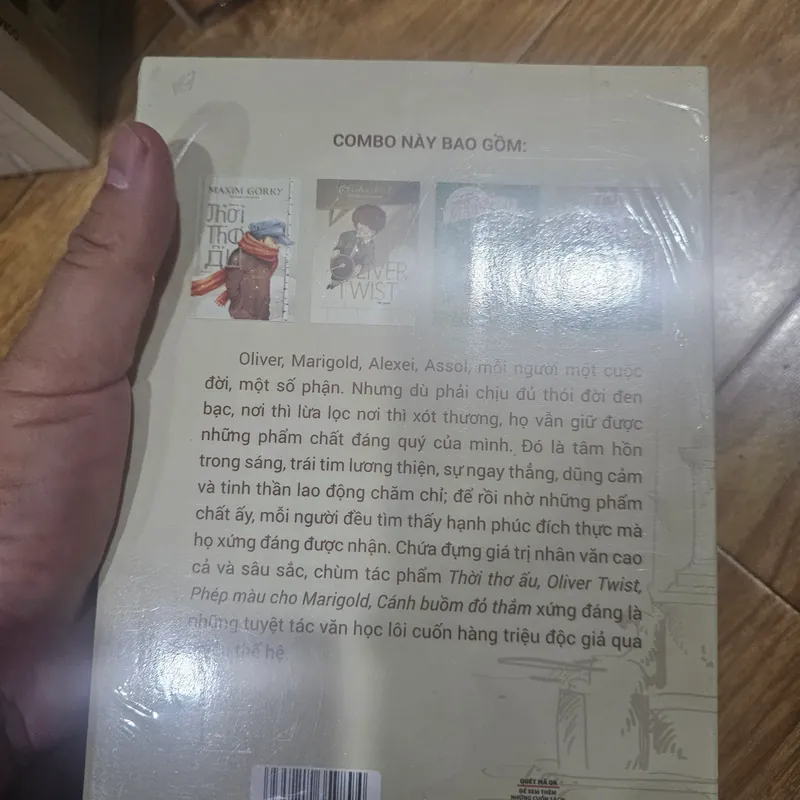 COMBO NÀY BAO GỒM:
MAXIM GORKY
Thời
Thơ
ấu
OLIVER
TWIST
Oliver, Marigold, Alexei, Assol, mỗi người một cuộc
đời, một số phận. Nhưng dù phải chịu đủ thói đời đen
bạc, nơi thì lừa lọc nơi thì xót thương, họ vẫn giữ được
những phẩm chất đáng quý của mình. Đó là tâm hồn
trong sáng, trái tim lương thiện, sự ngay thẳng, dũng cảm
và tinh thần lao động chăm chỉ; để rồi nhờ những phẩm
chất ấy, mỗi người đều tìm thấy hạnh phúc đích thực mà
họ xứng đáng được nhận. Chứa đựng giá trị nhân văn cao
cả và sâu sắc, chùm tác phẩm Thời thơ ấu, Oliver Twist,
Phép màu cho Marigold, Cánh buồm đỏ thắm xứng đáng là
những tuyệt tác văn học lôi cuốn hàng triệu độc giả qua
thế hệ.
QUÉT MÃ QR
ĐỂ XEM THÊM
NHỮNG CUỐN SÁCH